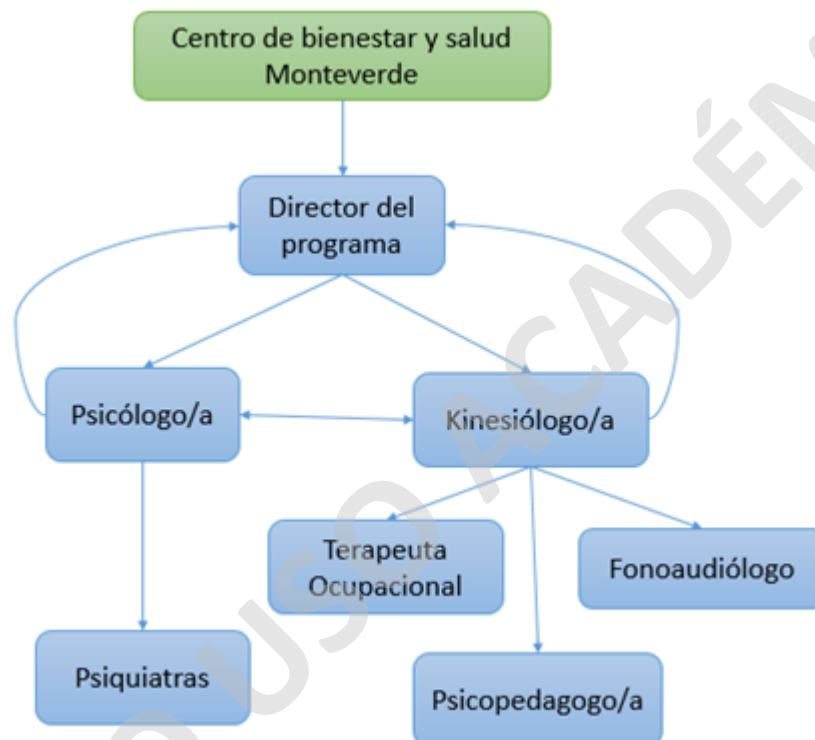 Centro de bienestar y salud
Monteverde
Director del
programa
Psicólogo/a
Kinesiólogo/a
Terapeuta
Ocupacional
Fonoaudiólogo
Psiquiatras
Psicopedagogo/a
USO ACADÉM